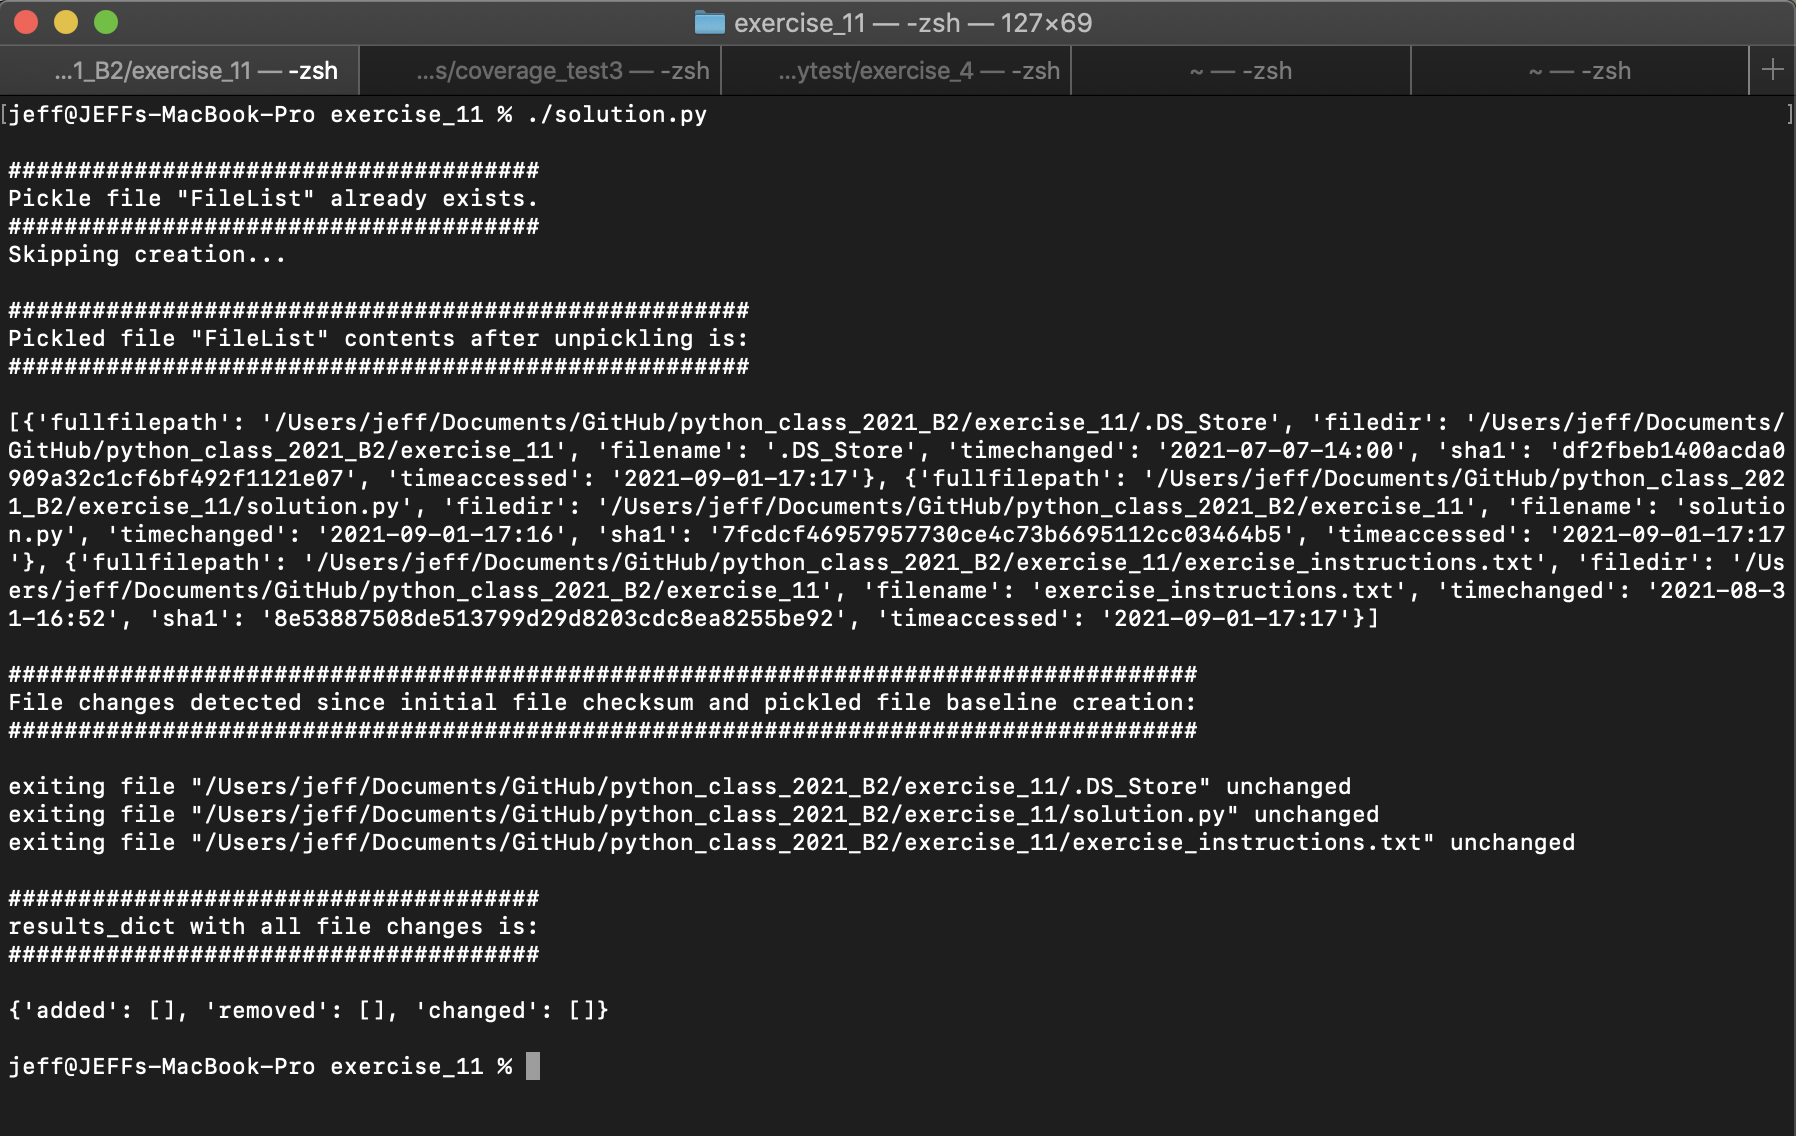 exercise_11 — -zsh — 127×69
...1_B2/exercise_11 — -zsh
...s/coverage_test3 — -zsh
...ytest/exercise_4 — -zsh
~ — -zsh
~ — -zsh
+
[jeff@JEFFs-MacBook-Pro exercise_11 % ./solution.py ]
######################################
Pickle file "FileList" already exists.
######################################
Skipping creation...
#####################################################
Pickled file "FileList" contents after unpickling is:
#####################################################
[{'fullfilepath': '/Users/jeff/Documents/GitHub/python_class_2021_B2/exercise_11/.DS_Store', 'filedir': '/Users/jeff/Documents/
GitHub/python_class_2021_B2/exercise_11', 'filename': '.DS_Store', 'timechanged': '2021-07-07-14:00', 'sha1': 'df2fbeb1400acda0
909a32c1cf6bf492f1121e07', 'timeaccessed': '2021-09-01-17:17'}, {'fullfilepath': '/Users/jeff/Documents/GitHub/python_class_202
1_B2/exercise_11/solution.py', 'filedir': '/Users/jeff/Documents/GitHub/python_class_2021_B2/exercise_11', 'filename': 'solutio
n.py', 'timechanged': '2021-09-01-17:16', 'sha1': '7fcdcf46957957730ce4c73b6695112cc03464b5', 'timeaccessed': '2021-09-01-17:17
'}, {'fullfilepath': '/Users/jeff/Documents/GitHub/python_class_2021_B2/exercise_11/exercise_instructions.txt', 'filedir': '/Us
ers/jeff/Documents/GitHub/python_class_2021_B2/exercise_11', 'filename': 'exercise_instructions.txt', 'timechanged': '2021-08-3
1-16:52', 'sha1': '8e53887508de513799d29d8203cdc8ea8255be92', 'timeaccessed': '2021-09-01-17:17'}]
#####################################################################################
File changes detected since initial file checksum and pickled file baseline creation:
#####################################################################################
exiting file "/Users/jeff/Documents/GitHub/python_class_2021_B2/exercise_11/.DS_Store" unchanged
exiting file "/Users/jeff/Documents/GitHub/python_class_2021_B2/exercise_11/solution.py" unchanged
exiting file "/Users/jeff/Documents/GitHub/python_class_2021_B2/exercise_11/exercise_instructions.txt" unchanged
######################################
results_dict with all file changes is:
######################################
{'added': [], 'removed': [], 'changed': []}
jeff@JEFFs-MacBook-Pro exercise_11 %